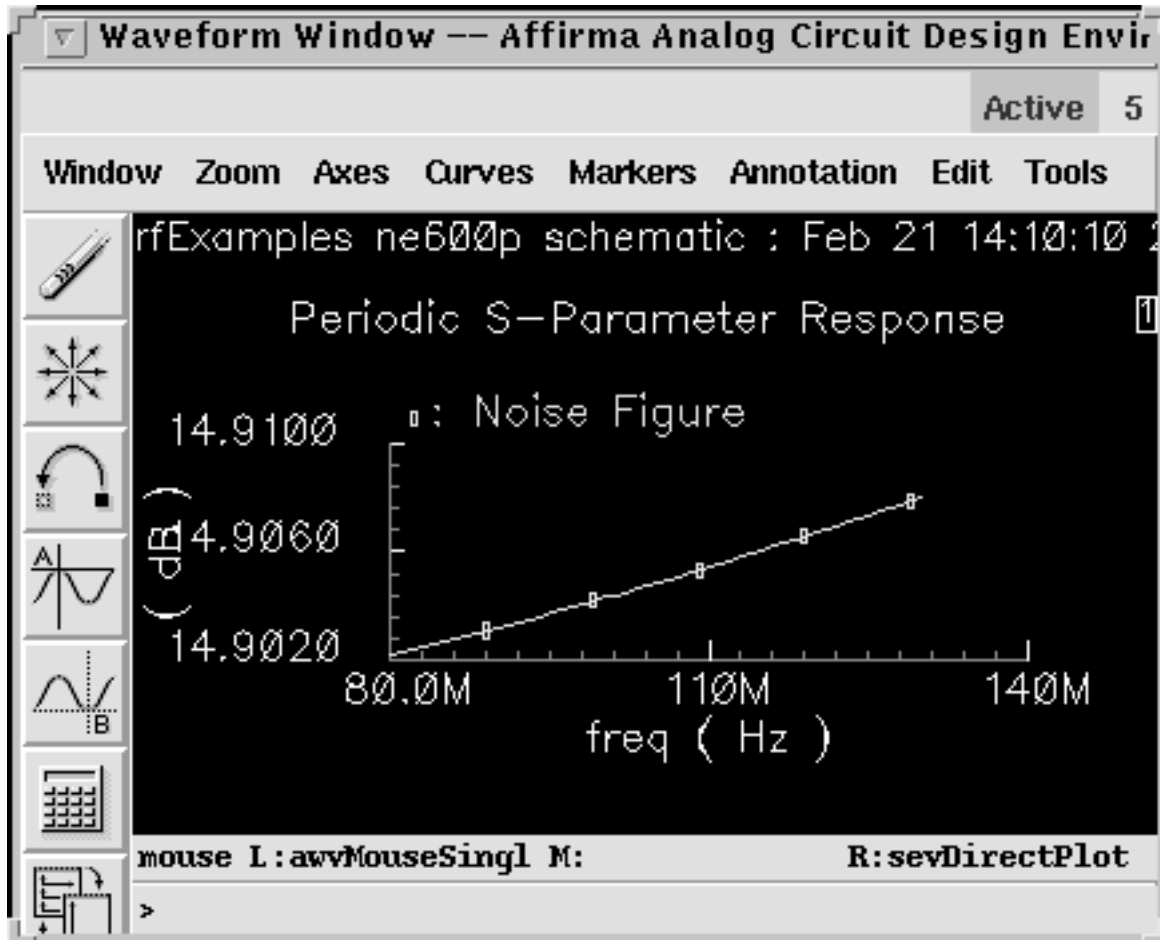 Waveform Window -- Affirma Analog Circuit Design Envir
Active 5
Window Zoom Axes Curves Markers Annotation Edit Tools
rfExamples ne600p schematic : Feb 21 14:10:10
Periodic S-Parameter Response
1
▯: Noise Figure
14.9100
4.9060
14.9020
( dB )
80.0M 110M 140M
freq ( Hz )
A
B
mouse L:awvMouseSingl M: R:sevDirectPlot
>